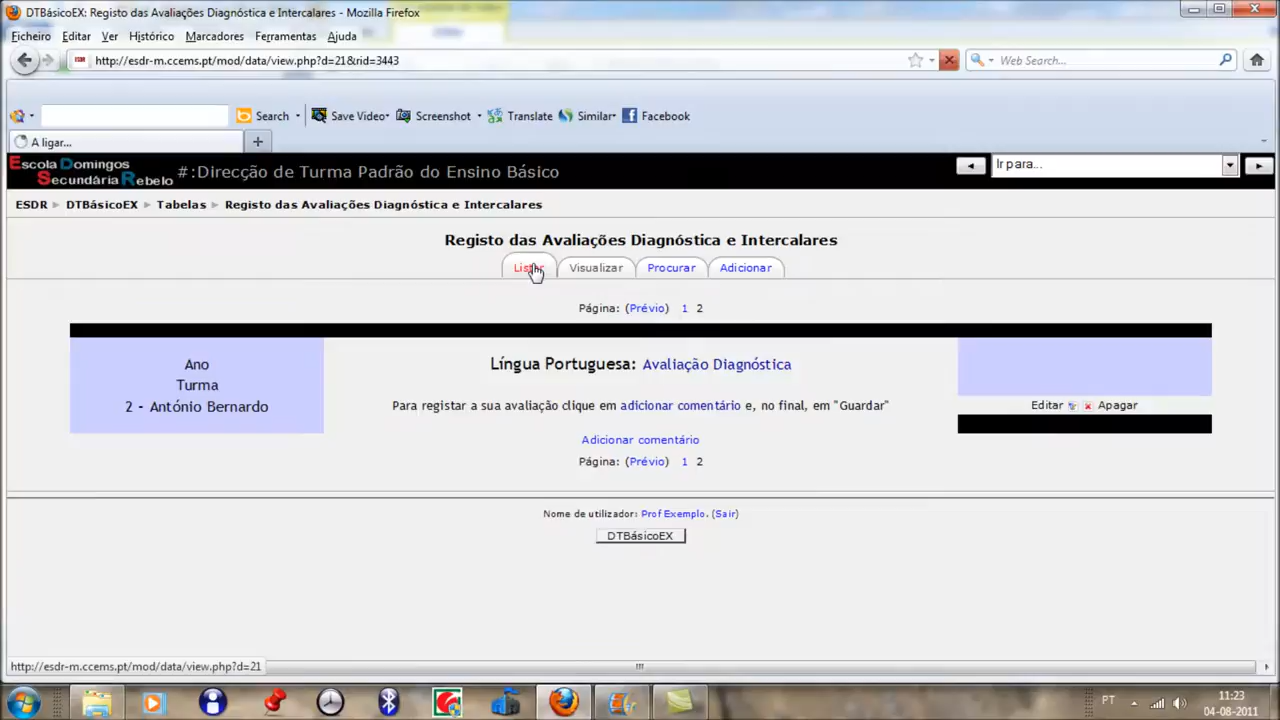 DTBásicoEX: Registo das Avaliações Diagnóstica e Intercalares - Mozilla Firefox
Ficheiro Editar Ver Histórico Marcadores Ferramentas Ajuda
http://esdr-m.ccems.pt/mod/data/view.php?d=21&rid=3443
Web Search...
Search Save Video Screenshot Translate Similar Facebook
A ligar...
Escola Domingos
Secundária Rebelo
#:Direcção de Turma Padrão do Ensino Básico
Ir para...
ESDR DTBásicoEX Tabelas Registo das Avaliações Diagnóstica e Intercalares
Registo das Avaliações Diagnóstica e Intercalares
Visualizar Procurar Adicionar
Página: (Prévio) 1 2
Ano
Turma
2 - António Bernardo
Língua Portuguesa: Avaliação Diagnóstica
Para registar a sua avaliação clique em adicionar comentário e, no final, em "Guardar"
Editar Apagar
Adicionar comentário
Página: (Prévio) 1 2
Nome de utilizador: Prof Exemplo. (Sair)
DTBásicoEX
http://esdr-m.ccems.pt/mod/data/view.php?d=21
PT
11:23
04-08-2011